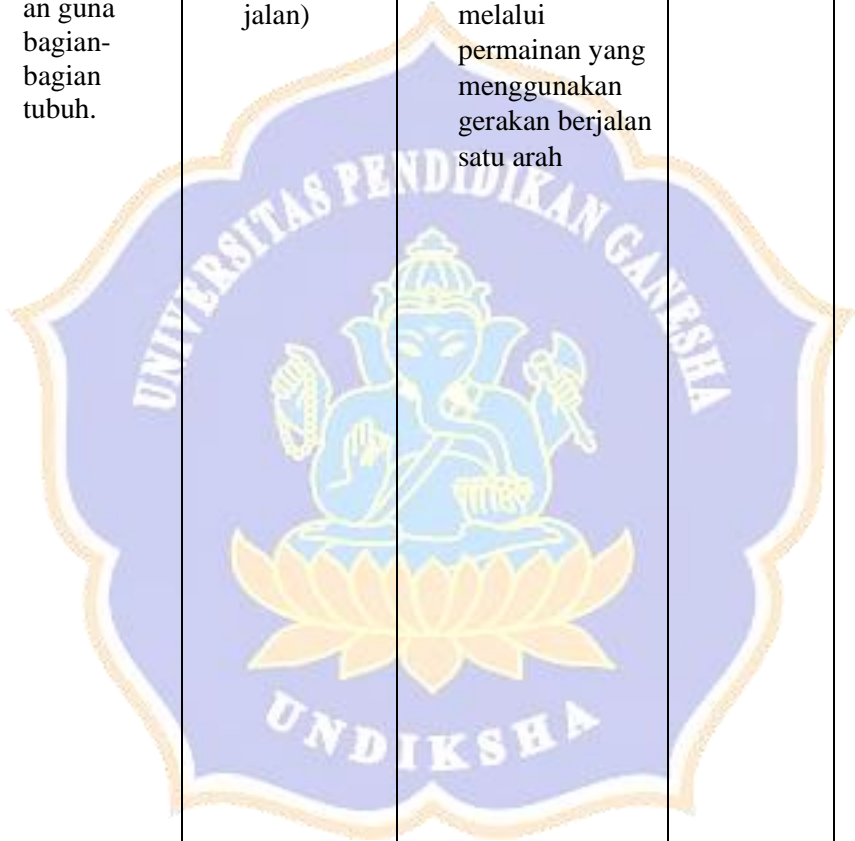 an guna
bagian-
bagian
tubuh.
jalan)
melalui
permainan yang
menggunakan
gerakan berjalan
satu arah
UNIVERSITAS PENDIDIKAN GANESHA
UNDIKSHA